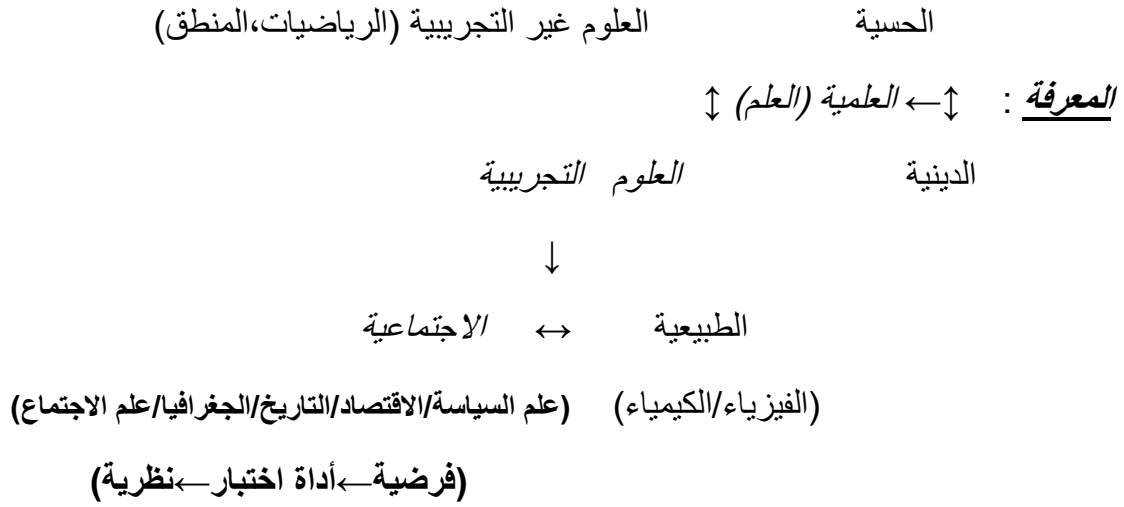 الحسية العلوم غير التجريبية (الرياضيات،المنطق)
المعرفة : ↕←العلمية (العلم) ↕
الدينية العلوم التجريبية
↓
الطبيعية ↔ الاجتماعية
(الفيزياء/الكيمياء) (علم السياسة/الاقتصاد/التاريخ/الجغرافيا/علم الاجتماع)
(فرضية←أداة اختبار←نظرية)